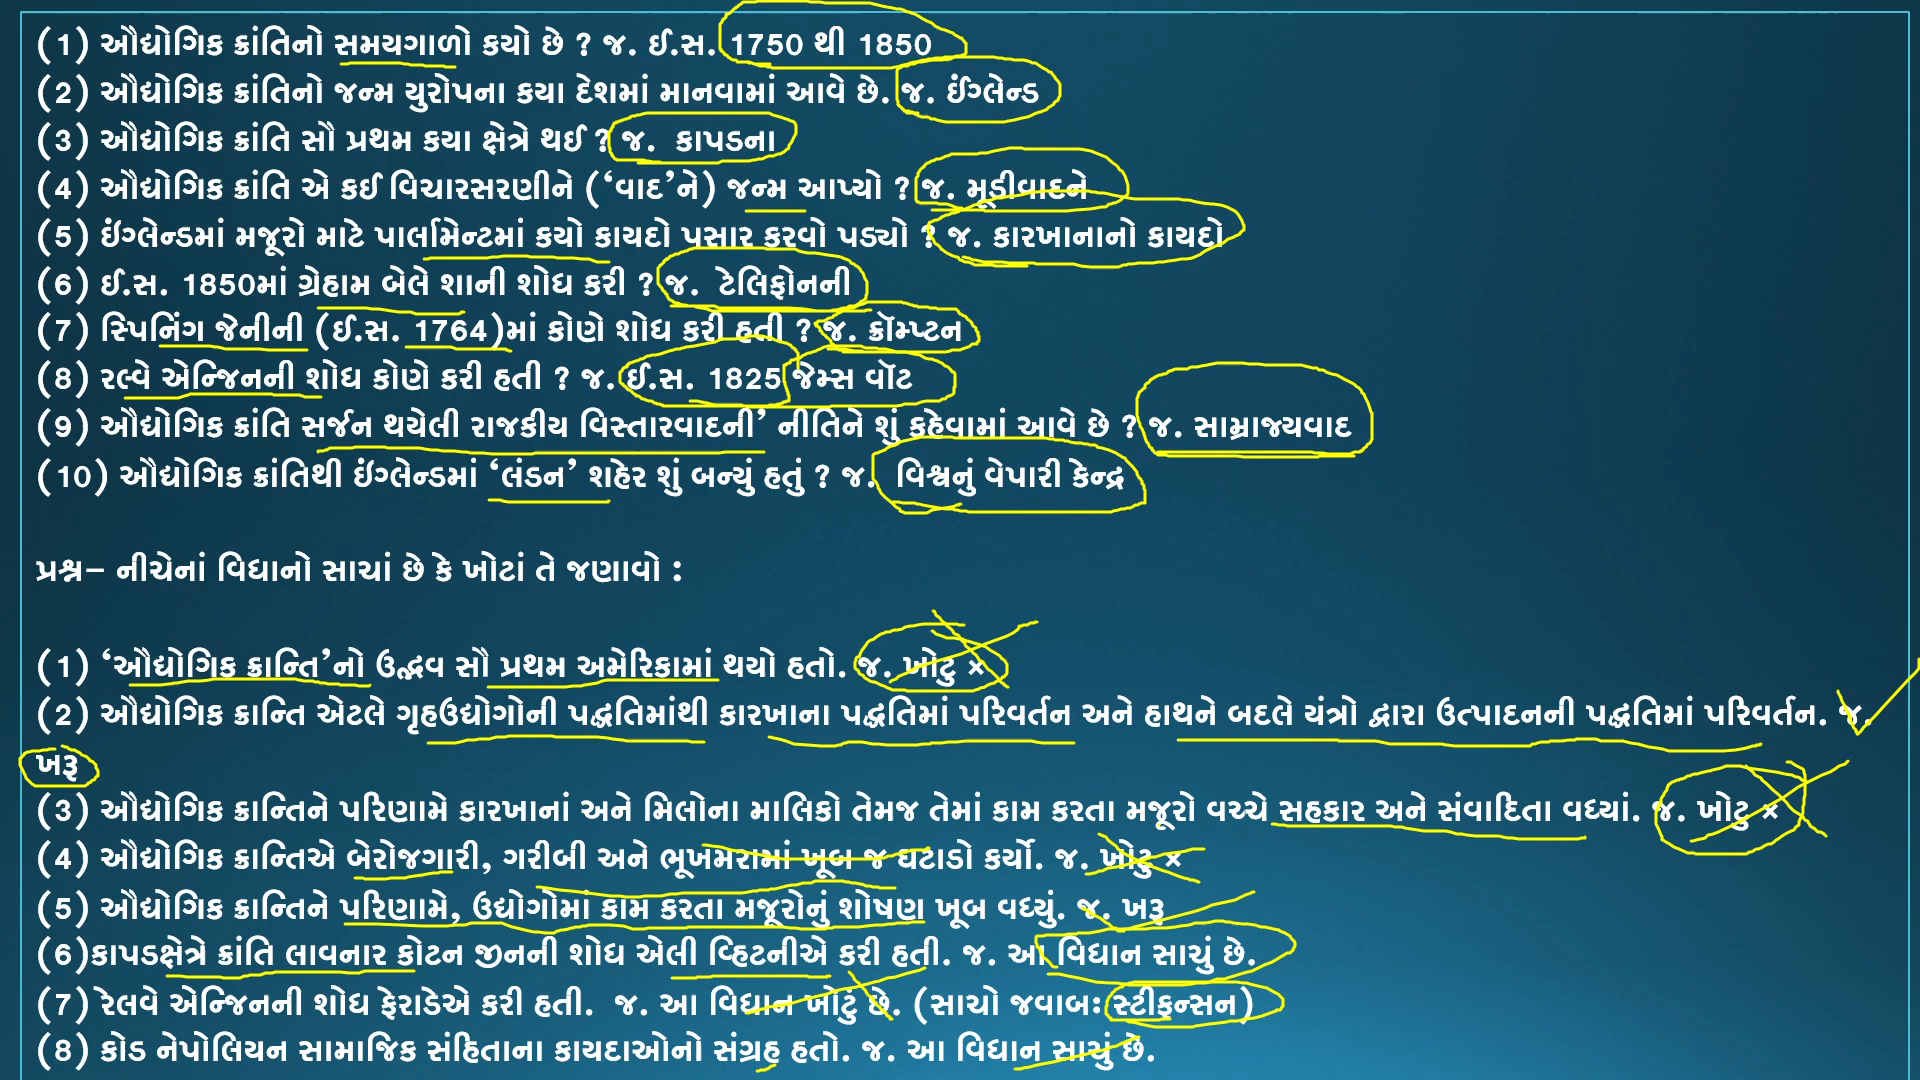 (1) ઔદ્યોગિક ક્રાંતિનો સમયગાળો કયો છે ? જ. ઈ.સ. 1750 થી 1850
(2) ઔદ્યોગિક ક્રાંતિનો જન્મ યુરોપના કયા દેશમાં માનવામાં આવે છે. જ. ઈંગ્લેન્ડ
(3) ઔદ્યોગિક ક્રાંતિ સૌ પ્રથમ કયા ક્ષેત્રે થઈ ? જ. કાપડના
(4) ઔદ્યોગિક ક્રાંતિ એ કઈ વિચારસરણીને (‘વાદ’ને) જન્મ આપ્યો ? જ. મૂડીવાદને
(5) ઇંગ્લેન્ડમાં મજૂરો માટે પાર્લામેન્ટમાં કયો કાયદો પસાર કરવો પડ્યો ? જ. કારખાનાનો કાયદો
(6) ઈ.સ. 1850માં ગ્રેહામ બેલે શાની શોધ કરી ? જ. ટેલિફોનની
(7) સ્પિનિંગ જેનીની (ઈ.સ. 1764)માં કોણે શોધ કરી હતી ? જ. ક્રૉમ્પ્ટન
(8) રલ્વે એન્જિનની શોધ કોણે કરી હતી ? જ. ઈ.સ. 1825 જેમ્સ વૉટ
(9) ઔદ્યોગિક ક્રાંતિ સર્જન થયેલી રાજકીય વિસ્તારવાદની’ નીતિને શું કહેવામાં આવે છે ? જ. સામ્રાજ્યવાદ
(10) ઔદ્યોગિક ક્રાંતિથી ઈંગ્લેન્ડમાં ‘લંડન’ શહેર શું બન્યું હતું ? જ. વિશ્વનું વેપારી કેન્દ્ર
પ્રશ્ન– નીચેનાં વિધાનો સાચાં છે કે ખોટાં તે જણાવો :
(1) ‘ઔદ્યોગિક ક્રાન્તિ’નો ઉદ્ભવ સૌ પ્રથમ અમેરિકામાં થયો હતો. જ. ખોટુ ×
(2) ઔદ્યોગિક ક્રાન્તિ એટલે ગૃહઉદ્યોગોની પદ્ધતિમાંથી કારખાના પદ્ધતિમાં પરિવર્તન અને હાથને બદલે યંત્રો દ્વારા ઉત્પાદનની પદ્ધતિમાં પરિવર્તન. જ.
ખરૂ
(3) ઔદ્યોગિક ક્રાન્તિને પરિણામે કારખાનાં અને મિલોના માલિકો તેમજ તેમાં કામ કરતા મજૂરો વચ્ચે સહકાર અને સંવાદિતા વધ્યાં. જ. ખોટુ ×
(4) ઔદ્યોગિક ક્રાન્તિએ બેરોજગારી, ગરીબી અને ભૂખમરામાં ખૂબ જ ઘટાડો કર્યો. જ. ખોટુ ×
(5) ઔદ્યોગિક ક્રાન્તિને પરિણામે, ઉદ્યોગોમાં કામ કરતા મજૂરોનું શોષણ ખૂબ વધ્યું. જ. ખરૂ
(6)કાપડક્ષેત્રે ક્રાંતિ લાવનાર કોટન જીનની શોધ એલી વ્હિટનીએ કરી હતી. જ. આ વિધાન સાચું છે.
(7) રેલવે એન્જિનની શોધ ફેરાડેએ કરી હતી. જ. આ વિધાન ખોટું છે. (સાચો જવાબઃ સ્ટીફન્સન)
(8) કોડ નેપોલિયન સામાજિક સંહિતાના કાયદાઓનો સંગ્રહ હતો. જ. આ વિધાન સાચું છે.